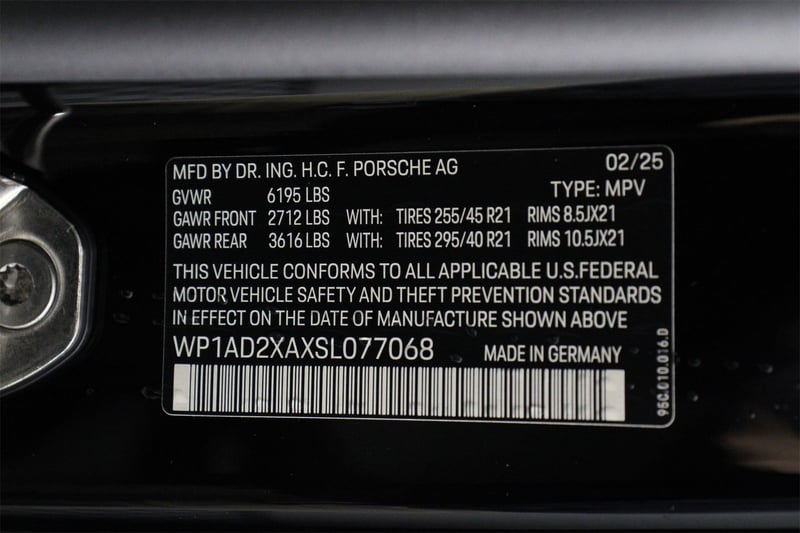 MFD BY DR. ING. H.C. F. PORSCHE AG 02/25
GVWR 6195 LBS TYPE: MPV
GAWR FRONT 2712 LBS WITH: TIRES 255/45 R21 RIMS 8.5JX21
GAWR REAR 3616 LBS WITH: TIRES 295/40 R21 RIMS 10.5JX21
THIS VEHICLE CONFORMS TO ALL APPLICABLE U.S.FEDERAL
MOTOR VEHICLE SAFETY AND THEFT PREVENTION STANDARDS
IN EFFECT ON THE DATE OF MANUFACTURE SHOWN ABOVE
WP1AD2XAXSL077068 MADE IN GERMANY
95C.010.016.D